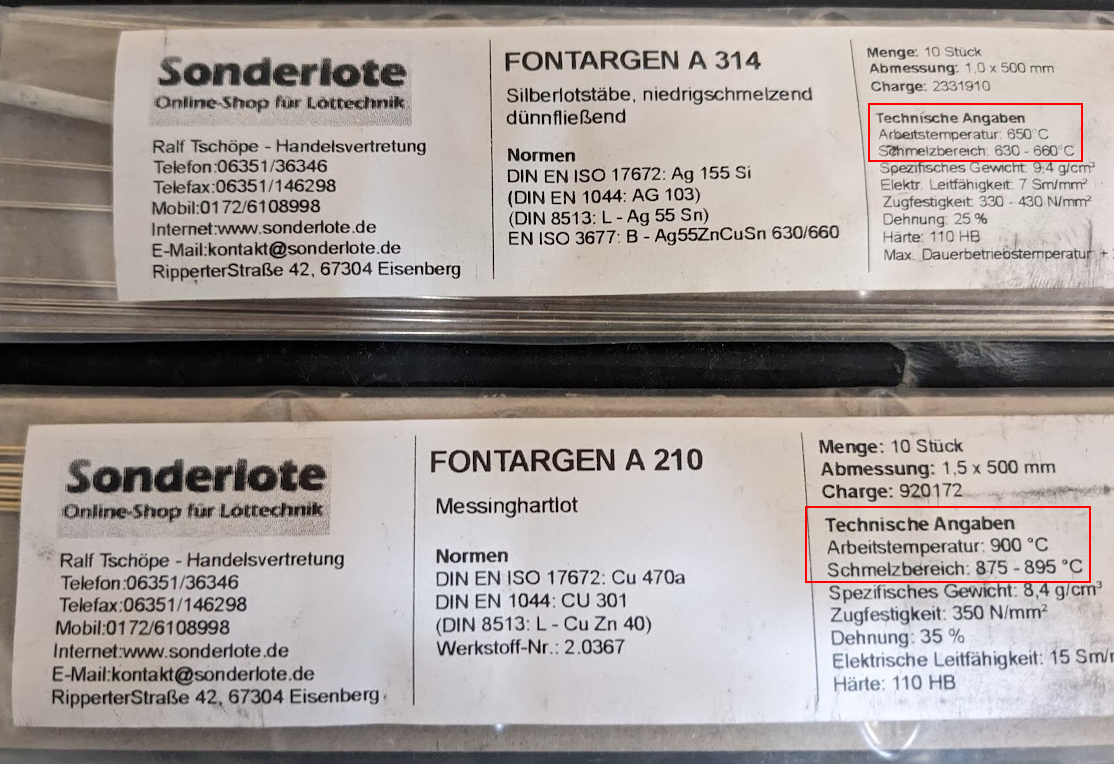 Sonderlote
Online-Shop für Löttechnik
Ralf Tschöpe - Handelsvertretung
Telefon:06351/36346
Telefax:06351/146298
Mobil:0172/6108998
Internet:www.sonderlote.de
E-Mail:kontakt@sonderlote.de
RipperterStraße 42, 67304 Eisenberg
FONTARGEN A 314
Silberlotstäbe, niedrigschmelzend
dünnfließend
Normen
DIN EN ISO 17672: Ag 155 Si
(DIN EN 1044: AG 103)
(DIN 8513: L - Ag 55 Sn)
EN ISO 3677: B - Ag55ZnCuSn 630/660
Menge: 10 Stück
Abmessung: 1,0 x 500 mm
Charge: 2331910
Technische Angaben
Arbeitstemperatur: 650°C
Schmelzbereich: 630 - 660°C
Spezifisches Gewicht: 9,4 g/cm³
Elektr. Leitfähigkeit: 7 Sm/mm²
Zugfestigkeit: 330 - 430 N/mm²
Dehnung: 25 %
Härte: 110 HB
Max. Dauerbetriebstemperatur +
Sonderlote
Online-Shop für Löttechnik
Ralf Tschöpe - Handelsvertretung
Telefon:06351/36346
Telefax:06351/146298
Mobil:0172/6108998
Internet:www.sonderlote.de
E-Mail:kontakt@sonderlote.de
RipperterStraße 42, 67304 Eisenberg
FONTARGEN A 210
Messinghartlot
Normen
DIN EN ISO 17672: Cu 470a
DIN EN 1044: CU 301
(DIN 8513: L - Cu Zn 40)
Werkstoff-Nr.: 2.0367
Menge: 10 Stück
Abmessung: 1,5 x 500 mm
Charge: 920172
Technische Angaben
Arbeitstemperatur: 900 °C
Schmelzbereich: 875 - 895 °C
Spezifisches Gewicht: 8,4 g/cm³
Zugfestigkeit: 350 N/mm²
Dehnung: 35 %
Elektrische Leitfähigkeit: 15 Sm/
Härte: 110 HB